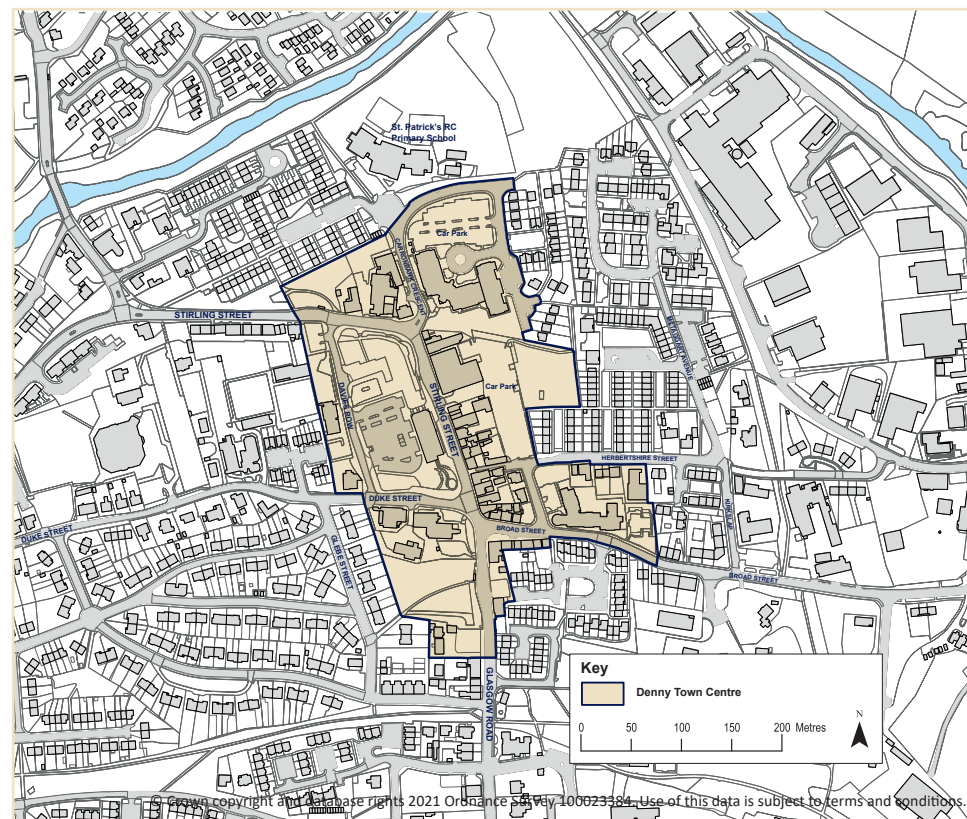 St. Patrick's RC
Primary School
Car Park
CARRONBANK CRESCENT
STIRLING STREET
STIRLING STREET
Car Park
DAVIES ROW
HERBERTSHIRE STREET
DUKE STREET
DUKE STREET
BROAD STREET
GLEBE STREET
BROAD STREET
GLASGOW ROAD
Key
Denny Town Centre
0 50 100 150 200 Metres
N
© Crown copyright and database rights 2021 Ordnance Survey 100023384. Use of this data is subject to terms and conditions.